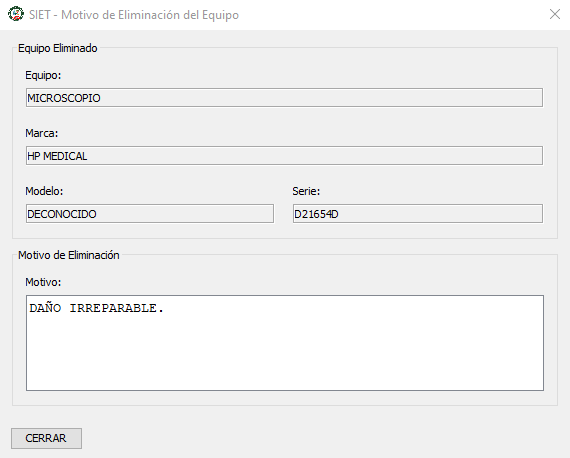 SIET - Motivo de Eliminación del Equipo
Equipo Eliminado
Equipo:
MICROSCOPIO
Marca:
HP MEDICAL
Modelo: Serie:
DECONOCIDO D21654D
Motivo de Eliminación
Motivo:
DAÑO IRREPARABLE.
CERRAR